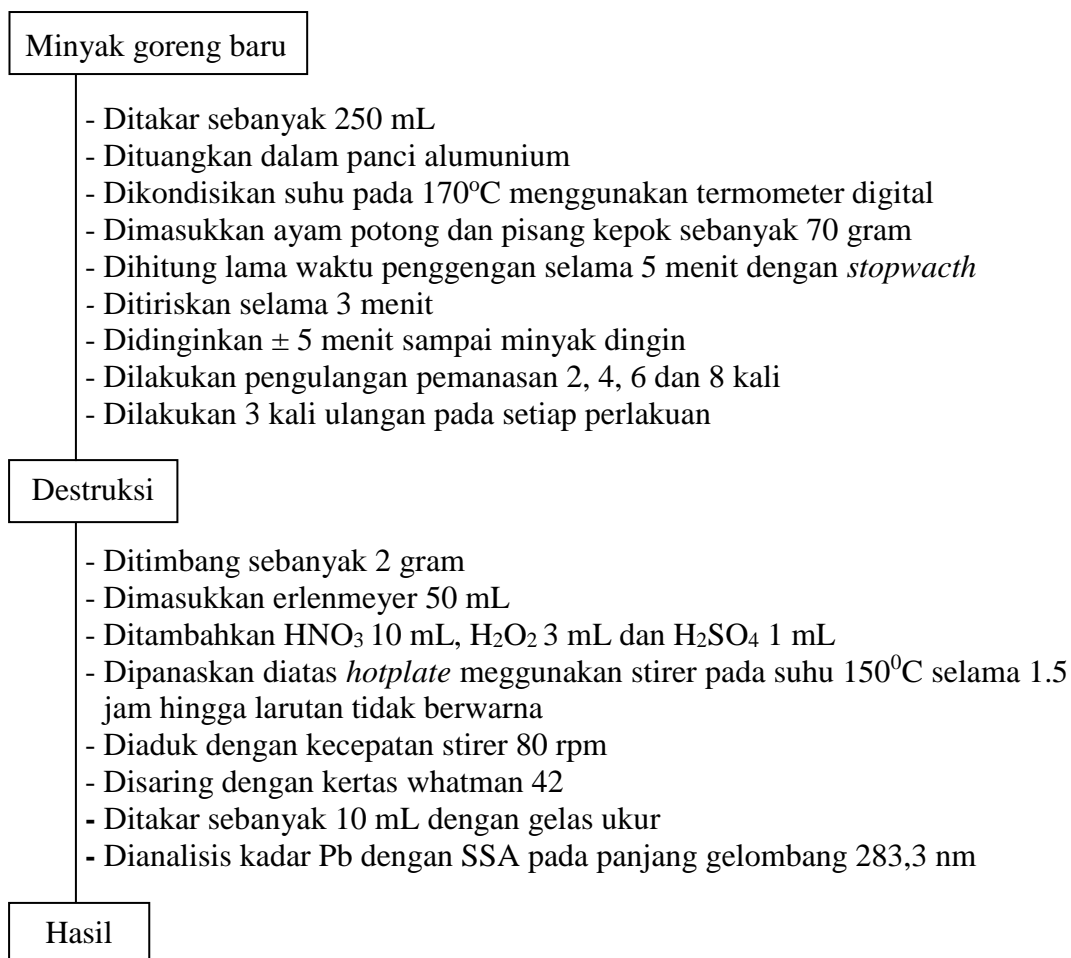 Minyak goreng baru
- Ditakar sebanyak 250 mL
- Dituangkan dalam panci alumunium
- Dikondisikan suhu pada 170ºC menggunakan termometer digital
- Dimasukkan ayam potong dan pisang kepok sebanyak 70 gram
- Dihitung lama waktu penggengan selama 5 menit dengan stopwacth
- Ditiriskan selama 3 menit
- Didinginkan ± 5 menit sampai minyak dingin
- Dilakukan pengulangan pemanasan 2, 4, 6 dan 8 kali
- Dilakukan 3 kali ulangan pada setiap perlakuan
Destruksi
- Ditimbang sebanyak 2 gram
- Dimasukkan erlenmeyer 50 mL
- Ditambahkan HNO₃ 10 mL, H₂O₂ 3 mL dan H₂SO₄ 1 mL
- Dipanaskan diatas hotplate meggunakan stirer pada suhu 150⁰C selama 1.5
jam hingga larutan tidak berwarna
- Diaduk dengan kecepatan stirer 80 rpm
- Disaring dengan kertas whatman 42
- Ditakar sebanyak 10 mL dengan gelas ukur
- Dianalisis kadar Pb dengan SSA pada panjang gelombang 283,3 nm
Hasil